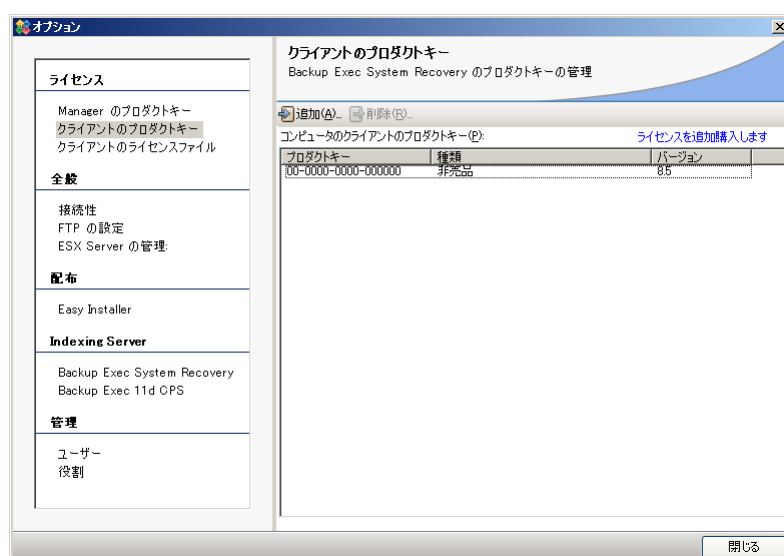 オプション
ライセンス
Manager のプロダクトキー
クライアントのプロダクトキー
クライアントのライセンスファイル
全般
接続性
FTP の設定
ESX Server の管理:
配布
Easy Installer
Indexing Server
Backup Exec System Recovery
Backup Exec 11d CPS
管理
ユーザー
役割
クライアントのプロダクトキー
Backup Exec System Recovery のプロダクトキーの管理
追加(A)... 削除(R)...
コンピュータのクライアントのプロダクトキー(P): ライセンスを追加購入します
プロダクトキー 種類 バージョン
00-0000-0000-000000 非売品 8.5
閉じる